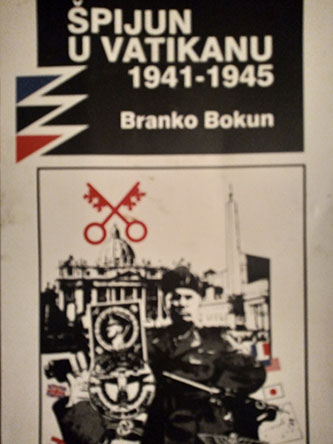 ŠPIJUN
U VATIKANU
1941-1945
Branko Bokun